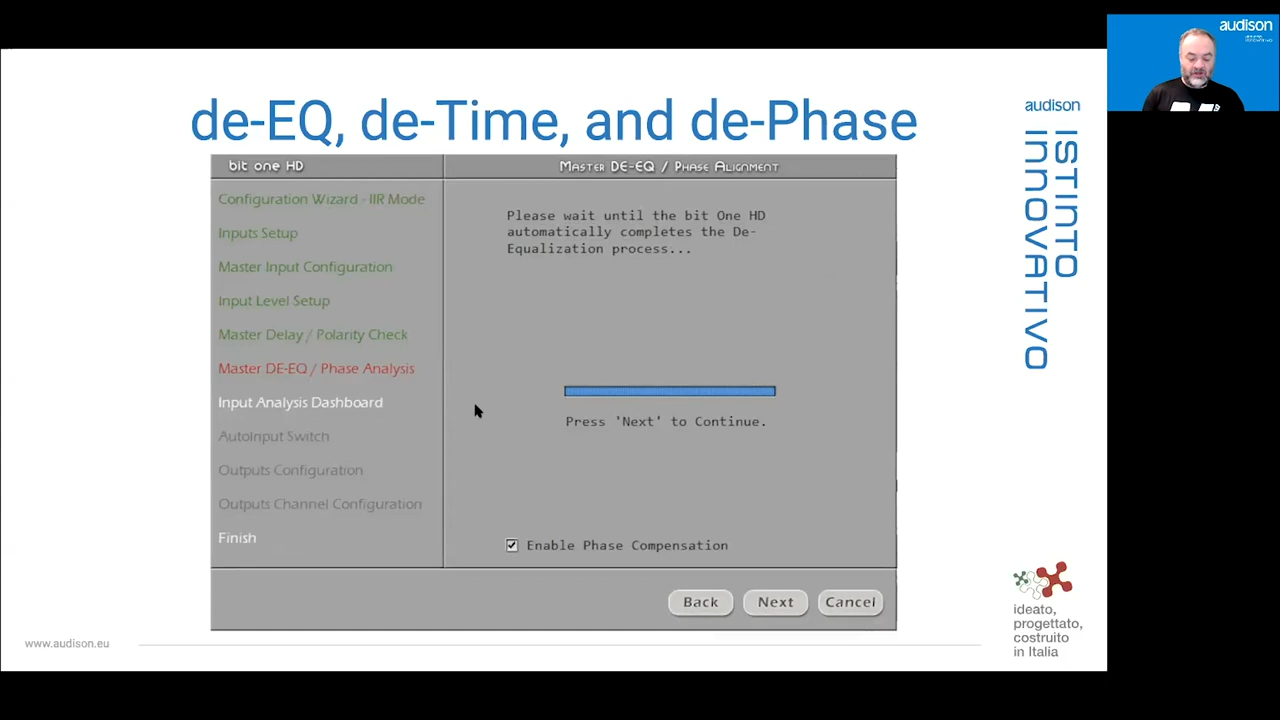 audison
de-EQ, de-Time, and de-Phase
audison
ISTINTO
INNOVATIVO
bit one HD
Master DE-EQ / Phase Alignment
Configuration Wizard - IIR Mode
Inputs Setup
Master Input Configuration
Input Level Setup
Master Delay / Polarity Check
Master DE-EQ / Phase Analysis
Input Analysis Dashboard
AutoInput Switch
Outputs Configuration
Outputs Channel Configuration
Finish
Please wait until the bit One HD
automatically completes the De-
Equalization process...
Press 'Next' to Continue.
Enable Phase Compensation
Back
Next
Cancel
ideato,
progettato,
costruito
in Italia
www.audison.eu